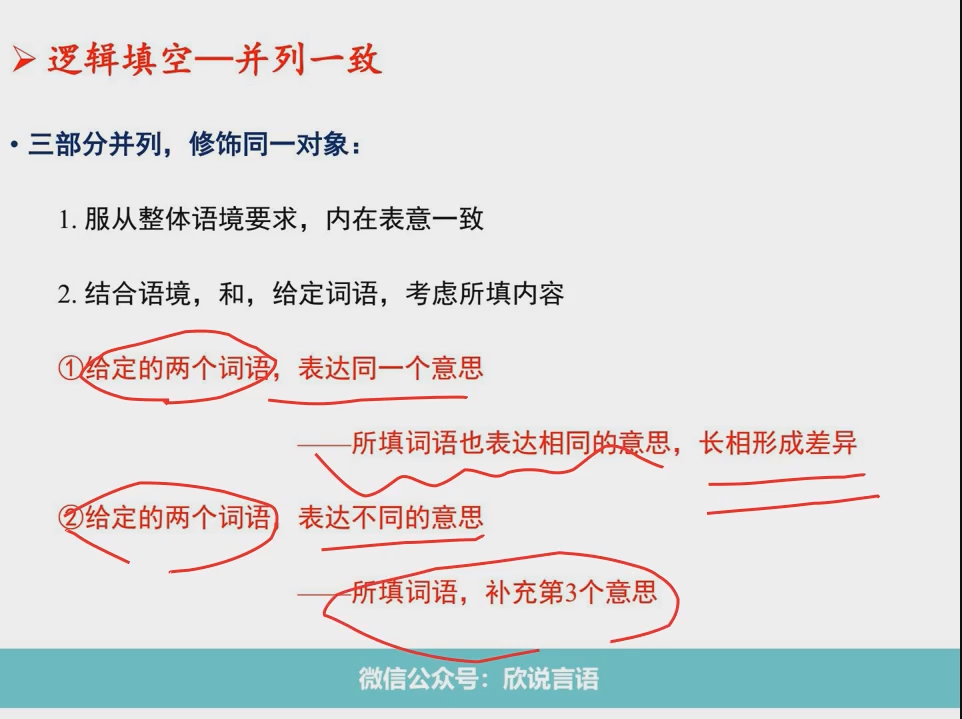 ➢ 逻辑填空—并列一致
• 三部分并列，修饰同一对象：
1. 服从整体语境要求，内在表意一致
2. 结合语境，和，给定词语，考虑所填内容
①给定的两个词语，表达同一个意思
——所填词语也表达相同的意思，长相形成差异
②给定的两个词语，表达不同的意思
——所填词语，补充第3个意思
微信公众号：欣说言语